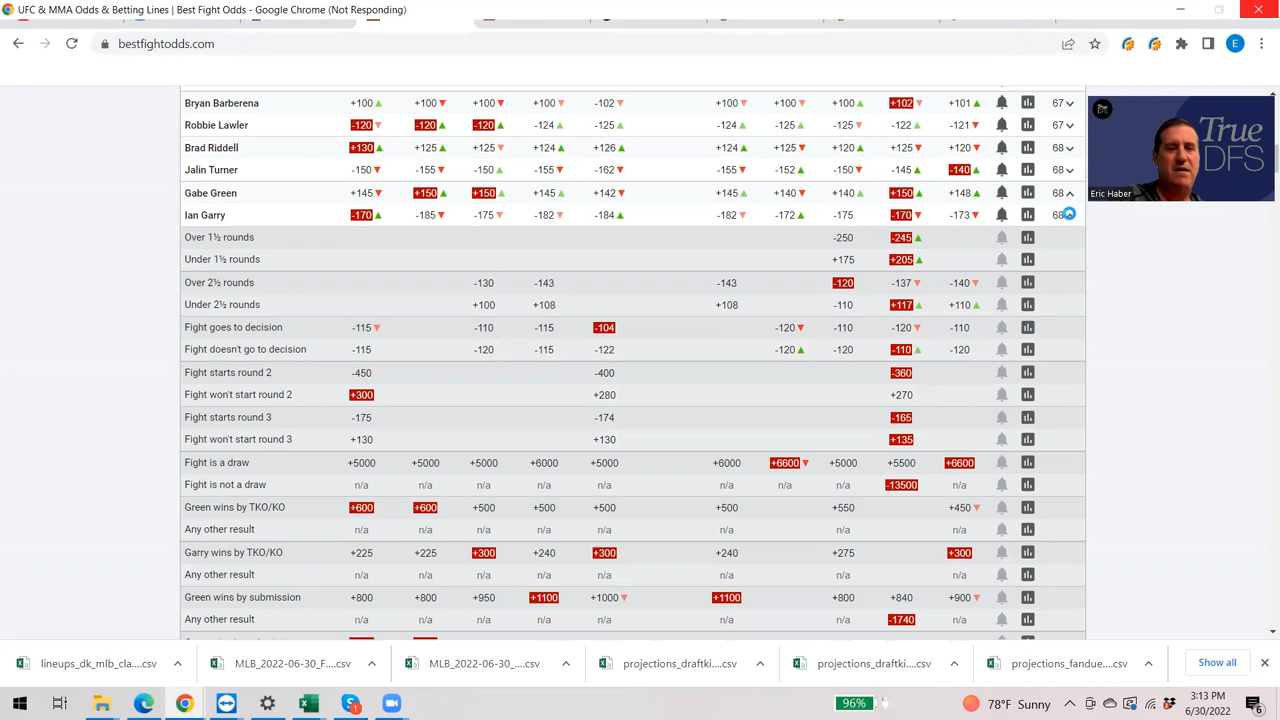 UFC & MMA Odds & Betting Lines | Best Fight Odds - Google Chrome (Not Responding)
bestfightodds.com
E
Bryan Barberena +100 +100 +100 +100 -102 +100 +100 +100 +102 +101 67
Robbie Lawler -120 -120 -120 -124 -125 -124 -125 -125 -122 -121 67
Brad Riddell +130 +125 +125 +124 +126 +124 +125 +120 +125 +120 68
Jalin Turner -150 -155 -150 -155 -162 -155 -152 -150 -145 -140 68
Gabe Green +145 +150 +150 +145 +142 +145 +140 +140 +150 +148 68
Ian Garry -170 -185 -175 -182 -184 -182 -172 -175 -170 -173 68
Over 1½ rounds -250 -245
Under 1½ rounds +175 +205
Over 2½ rounds -130 -143 -143 -120 -137 -140
Under 2½ rounds +100 +108 +108 -110 +117 +110
Fight goes to decision -115 -110 -115 -104 -120 -110 -120 -110
Fight doesn't go to decision -115 -120 -115 -122 -120 -120 -110 -120
Fight starts round 2 -450 -400 -360
Fight won't start round 2 +300 +280 +270
Fight starts round 3 -175 -174 -165
Fight won't start round 3 +130 +130 +135
Fight is a draw +5000 +5000 +5000 +6000 +5000 +6000 +6600 +5000 +5500 +6600
Fight is not a draw n/a n/a n/a n/a n/a n/a n/a n/a -13500 n/a
Green wins by TKO/KO +600 +600 +500 +500 +500 +500 +550 +450
Any other result n/a n/a n/a n/a n/a n/a n/a n/a
Garry wins by TKO/KO +225 +225 +300 +240 +300 +240 +275 +300
Any other result n/a n/a n/a n/a n/a n/a n/a n/a
Green wins by submission +800 +800 +950 +1100 +1000 +1100 +800 +840 +900
Any other result n/a n/a n/a n/a n/a n/a n/a -1740 n/a
True
DFS
True
DFS
Eric Haber
lineups_dk_mlb_cla....csv
MLB_2022-06-30_F....csv
MLB_2022-06-30_....csv
projections_draftki....csv
projections_draftki....csv
projections_fandue....csv
Show all
96%
78°F Sunny
3:13 PM
6/30/2022
6